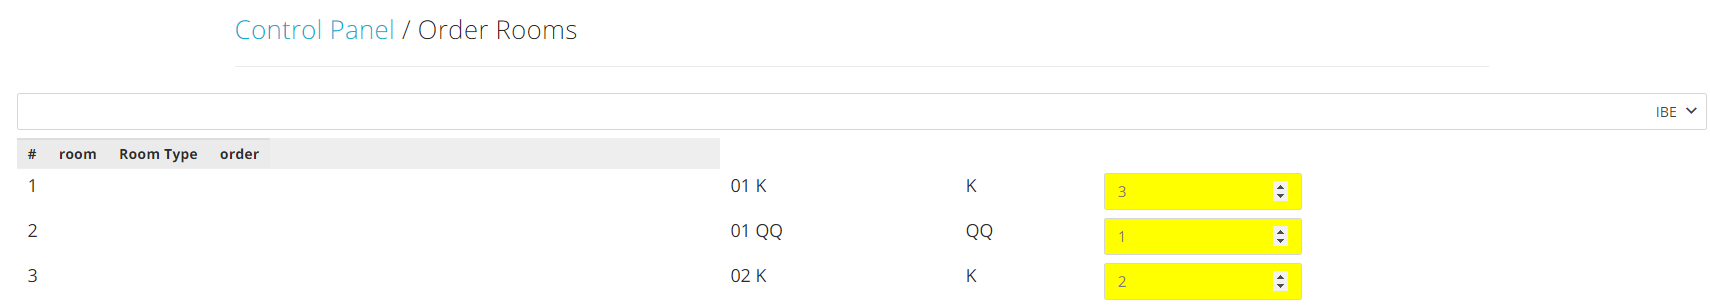 Control Panel / Order Rooms
IBE
# room Room Type order
1 01 K K 3
2 01 QQ QQ 1
3 02 K K 2